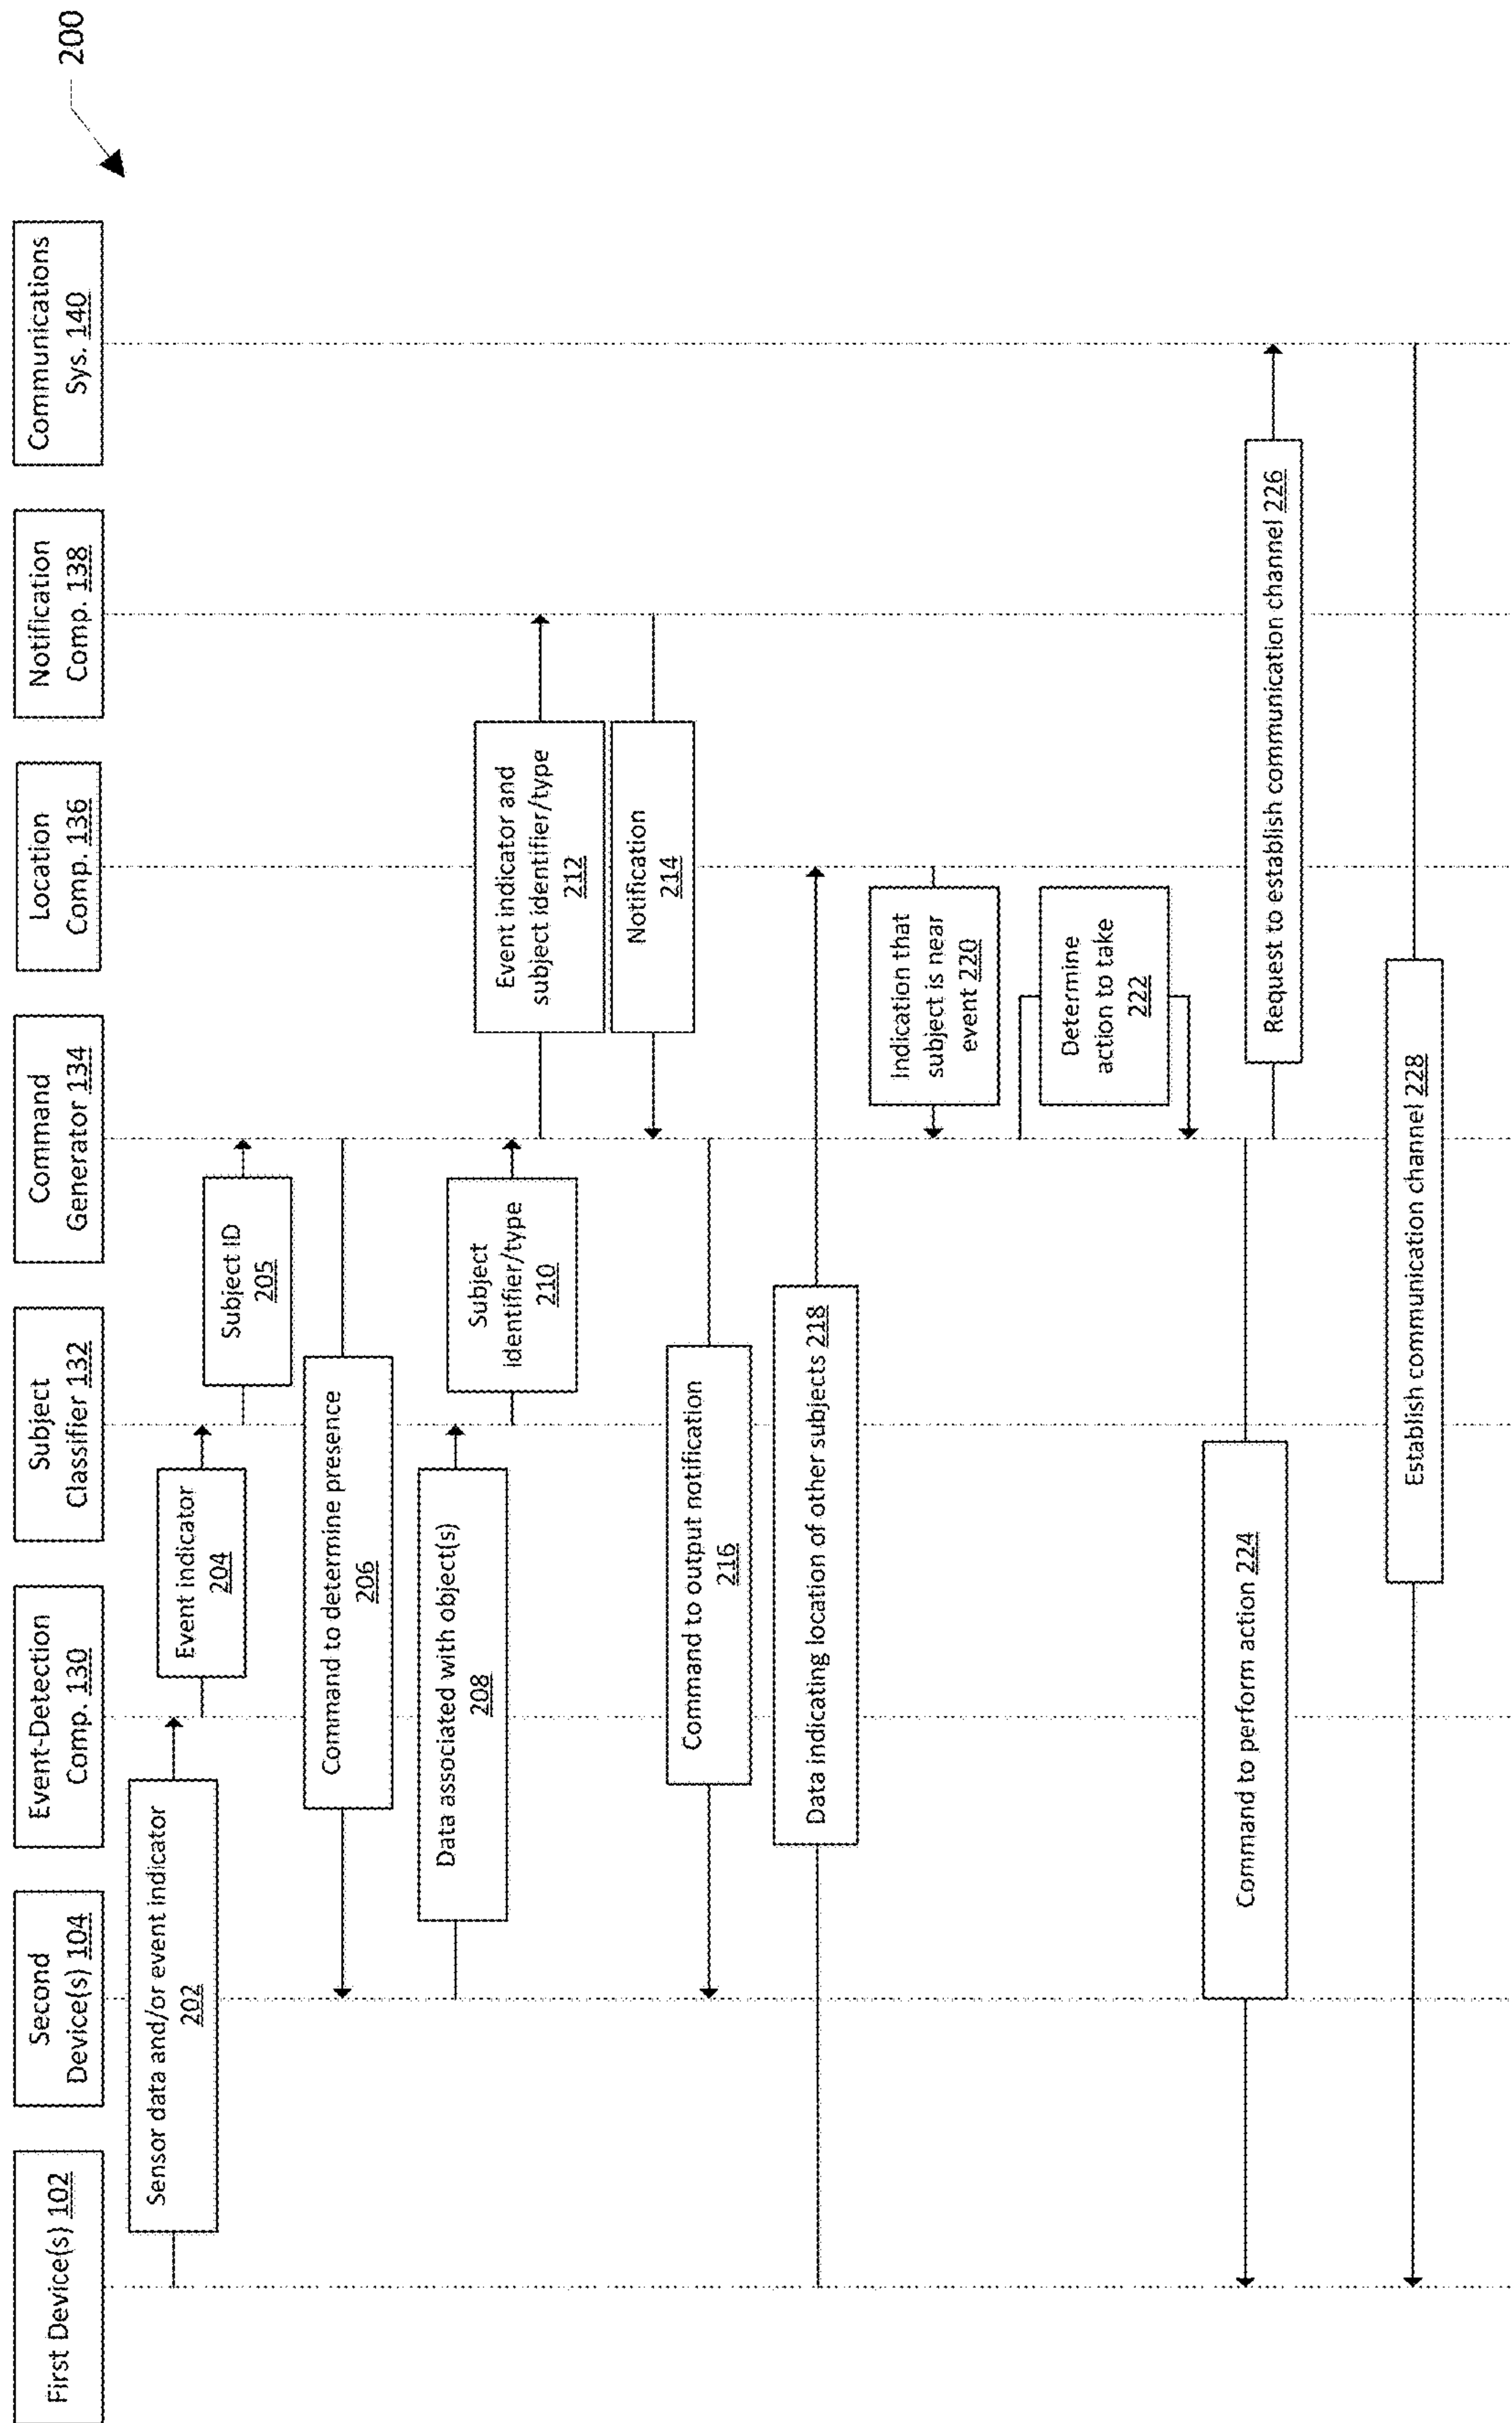 200
First Device(s) 102
Second
Device(s) 104
Event-Detection
Comp. 130
Subject
Classifier 132
Command
Generator 134
Location
Comp. 136
Notification
Comp. 138
Communications
Sys. 140
Sensor data and/or event indicator
202
Event indicator
204
Subject ID
205
Command to determine presence
206
Data associated with object(s)
208
Subject
identifier/type
210
Event indicator and
subject identifier/type
212
Notification
214
Command to output notification
216
Data indicating location of other subjects 218
Indication that
subject is near
event 220
Determine
action to take
222
Command to perform action 224
Request to establish communication channel 226
Establish communication channel 228